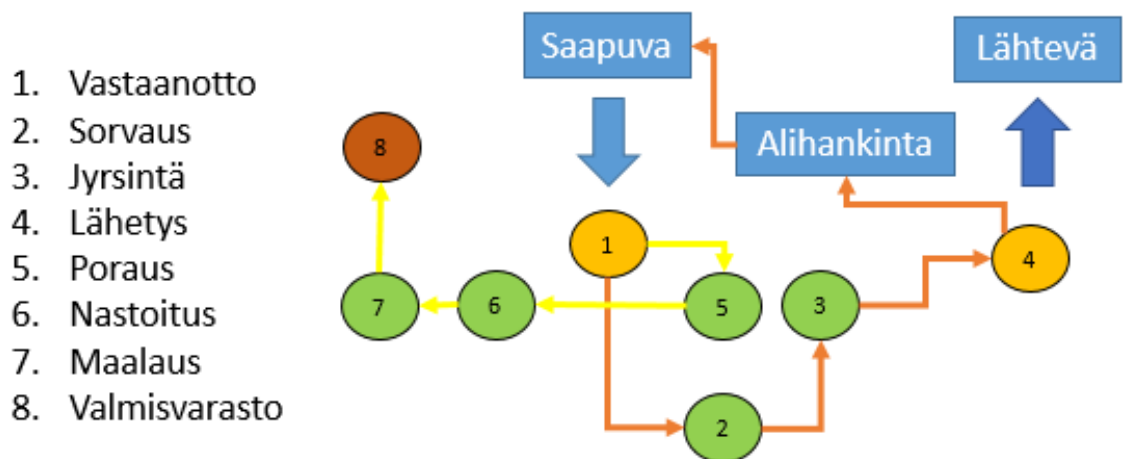 Saapuva
Lähtevä
Alihankinta
1. Vastaanotto
2. Sorvaus
3. Jyrsintä
4. Lähetys
5. Poraus
6. Nastoitus
7. Maalaus
8. Valmisvarasto
8
1
4
7
6
5
3
2